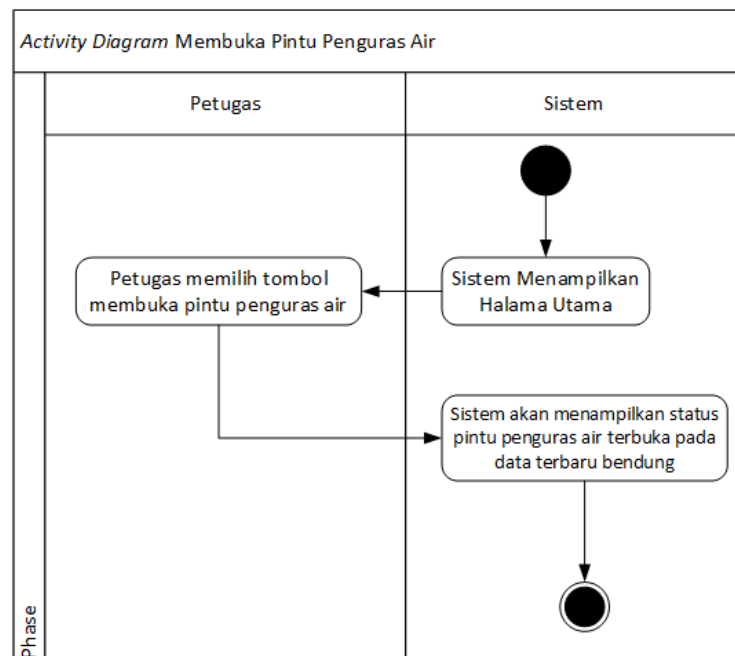 Activity Diagram Membuka Pintu Penguras Air
Petugas
Sistem
Sistem Menampilkan
Halama Utama
Petugas memilih tombol
membuka pintu penguras air
Sistem akan menampilkan status
pintu penguras air terbuka pada
data terbaru bendung
Phase